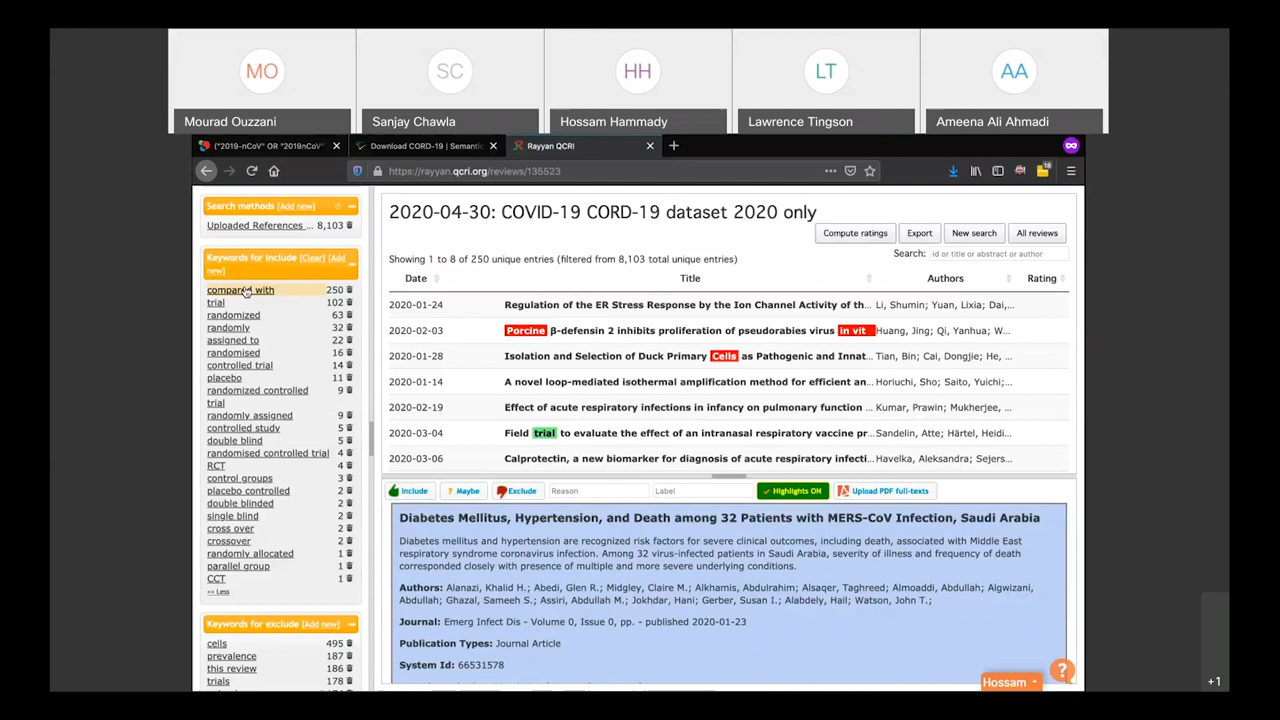 MO
SC
HH
LT
AA
Mourad Ouzzani
Sanjay Chawla
Hossam Hammady
Lawrence Tingson
Ameena Ali Ahmadi
("2019-nCoV" OR "2019nCoV"
Download CORD-19 | Semantic
Rayyan QCRI
https://rayyan.qcri.org/reviews/135523
Search methods [Add new]
Uploaded References ... 8,103
Keywords for include [Clear] [Add
new]
compared with 250
trial 102
randomized 63
randomly 32
assigned to 22
randomised 16
controlled trial 14
placebo 11
randomized controlled 9
trial
randomly assigned 9
controlled study 5
double blind 5
randomised controlled trial 4
RCT 4
control groups 3
placebo controlled 2
double blinded 2
single blind 2
cross over 2
crossover 2
randomly allocated 1
parallel group 1
CCT 1
<< Less
Keywords for exclude [Add new]
cells 495
prevalence 187
this review 186
trials 178
2020-04-30: COVID-19 CORD-19 dataset 2020 only
Compute ratings Export New search All reviews
Showing 1 to 8 of 250 unique entries (filtered from 8,103 total unique entries)
Search: id or title or abstract or author
Date Title Authors Rating
2020-01-24 Regulation of the ER Stress Response by the Ion Channel Activity of th... Li, Shumin; Yuan, Lixia; Dai,...
2020-02-03 Porcine β-defensin 2 inhibits proliferation of pseudorabies virus in vit... Huang, Jing; Qi, Yanhua; W...
2020-01-28 Isolation and Selection of Duck Primary Cells as Pathogenic and Innat... Tian, Bin; Cai, Dongjie; He, ...
2020-01-14 A novel loop-mediated isothermal amplification method for efficient an... Horiuchi, Sho; Saito, Yuichi;...
2020-02-19 Effect of acute respiratory infections in infancy on pulmonary function ... Kumar, Prawin; Mukherjee,...
2020-03-04 Field trial to evaluate the effect of an intranasal respiratory vaccine pr... Sandelin, Atte; Härtel, Heidi...
2020-03-06 Calprotectin, a new biomarker for diagnosis of acute respiratory infecti... Havelka, Aleksandra; Sejers...
Include ? Maybe Exclude Reason Label Highlights ON Upload PDF full-texts
Diabetes Mellitus, Hypertension, and Death among 32 Patients with MERS-CoV Infection, Saudi Arabia
Diabetes mellitus and hypertension are recognized risk factors for severe clinical outcomes, including death, associated with Middle East
respiratory syndrome coronavirus infection. Among 32 virus-infected patients in Saudi Arabia, severity of illness and frequency of death
corresponded closely with presence of multiple and more severe underlying conditions.
Authors: Alanazi, Khalid H.; Abedi, Glen R.; Midgley, Claire M.; Alkhamis, Abdulrahim; Alsaqer, Taghreed; Almoaddi, Abdullah; Algwizani,
Abdullah; Ghazal, Sameeh S.; Assiri, Abdullah M.; Jokhdar, Hani; Gerber, Susan I.; Alabdely, Hail; Watson, John T.;
Journal: Emerg Infect Dis - Volume 0, Issue 0, pp. - published 2020-01-23
Publication Types: Journal Article
System Id: 66531578
Hossam
?
+1